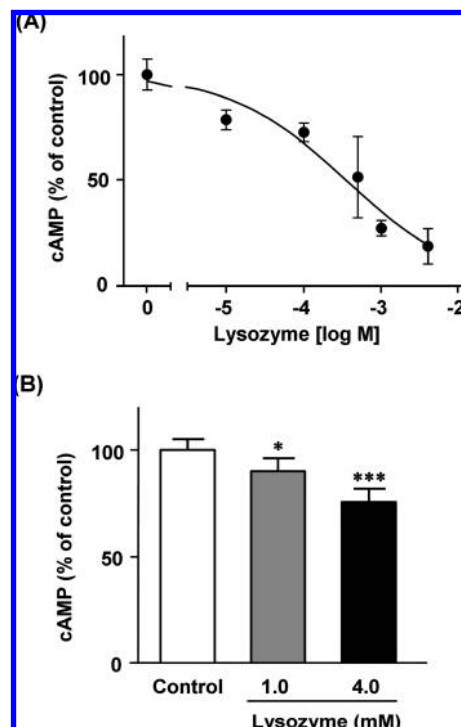 (A)
100
50
0
cAMP (% of control)
0 -5 -4 -3 -2
Lysozyme [log M]
(B)
* ***
100
50
0
cAMP (% of control)
Control 1.0 4.0
Lysozyme (mM)